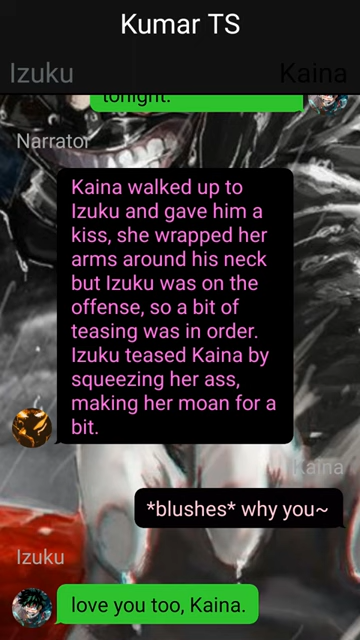 Kumar TS
Izuku Kaina
tonight.
Narrator
Kaina walked up to
Izuku and gave him a
kiss, she wrapped her
arms around his neck
but Izuku was on the
offense, so a bit of
teasing was in order.
Izuku teased Kaina by
squeezing her ass,
making her moan for a
bit.
Kaina
*blushes* why you~
Izuku
love you too, Kaina.